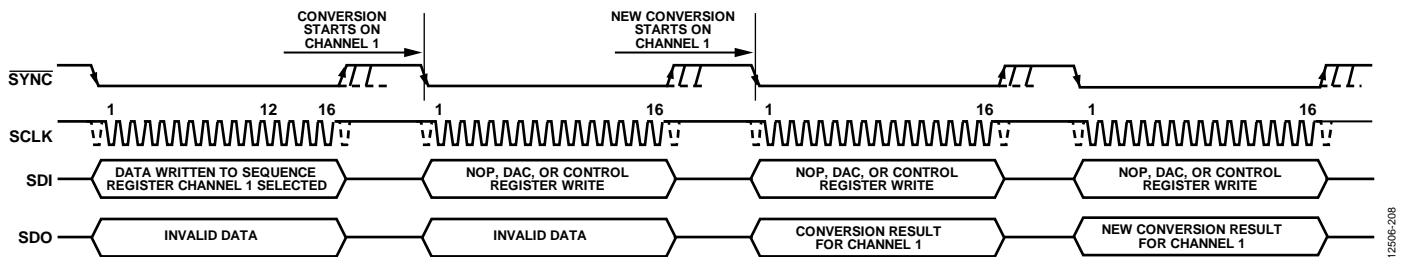 CONVERSION
STARTS ON
CHANNEL 1
NEW CONVERSION
STARTS ON
CHANNEL 1
SYNC
1 12 16 1 16 1 16 1 16
SCLK
SDI
DATA WRITTEN TO SEQUENCE
REGISTER CHANNEL 1 SELECTED
NOP, DAC, OR CONTROL
REGISTER WRITE
NOP, DAC, OR CONTROL
REGISTER WRITE
NOP, DAC, OR CONTROL
REGISTER WRITE
SDO
INVALID DATA
INVALID DATA
CONVERSION RESULT
FOR CHANNEL 1
NEW CONVERSION RESULT
FOR CHANNEL 1
12506-208